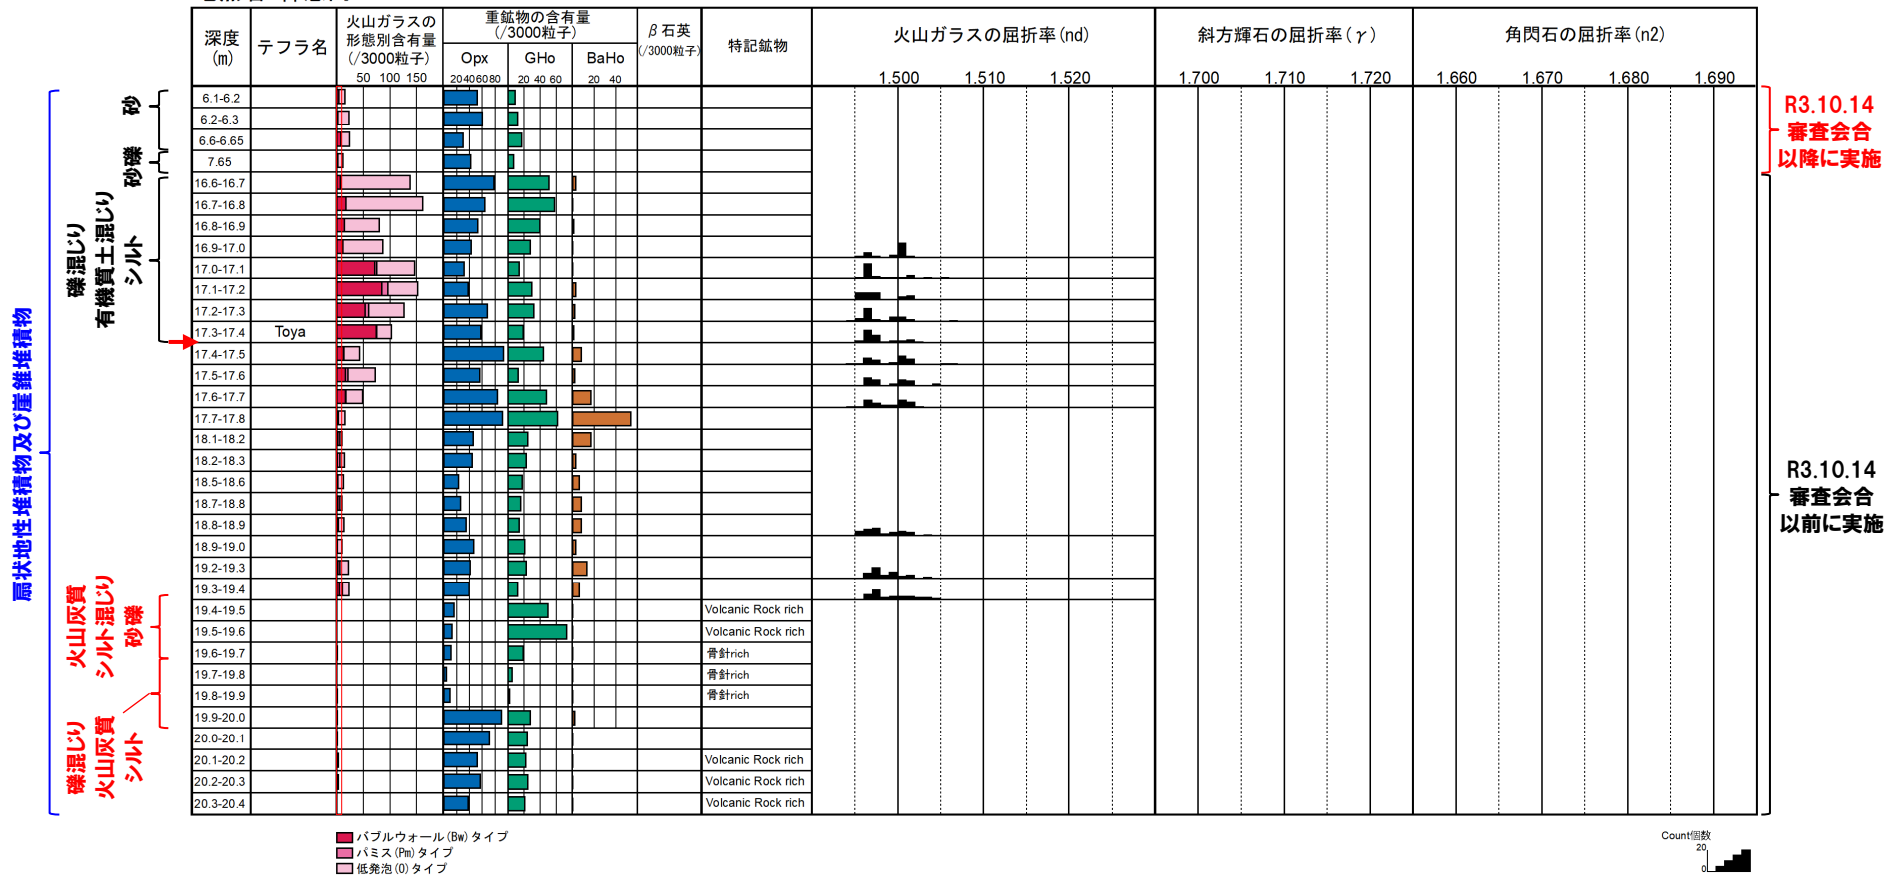 深度
(m)
テフラ名
火山ガラスの
形態別含有量
(/3000粒子)
50 100 150
重鉱物の含有量
(/3000粒子)
Opx
20 40 60 80
GHo
20 40 60
BaHo
20 40
β石英
(/3000粒子)
特記鉱物
火山ガラスの屈折率(nd)
1.500 1.510 1.520
斜方輝石の屈折率(γ)
1.700 1.710 1.720
角閃石の屈折率(n2)
1.660 1.670 1.680 1.690
6.1-6.2
6.2-6.3
6.6-6.65
7.65
16.6-16.7
16.7-16.8
16.8-16.9
16.9-17.0
17.0-17.1
17.1-17.2
17.2-17.3
17.3-17.4 Toya
17.4-17.5
17.5-17.6
17.6-17.7
17.7-17.8
18.1-18.2
18.2-18.3
18.5-18.6
18.7-18.8
18.8-18.9
18.9-19.0
19.2-19.3
19.3-19.4
19.4-19.5 Volcanic Rock rich
19.5-19.6 Volcanic Rock rich
19.6-19.7 骨針rich
19.7-19.8 骨針rich
19.8-19.9 骨針rich
19.9-20.0
20.0-20.1
20.1-20.2 Volcanic Rock rich
20.2-20.3 Volcanic Rock rich
20.3-20.4 Volcanic Rock rich
扇状地性堆積物及び崖錐堆積物
砂
砂礫
礫混じり
有機質土混じり
シルト
火山灰質
シルト混じり
砂礫
礫混じり
火山灰質
シルト
R3.10.14
審査会合
以降に実施
R3.10.14
審査会合
以前に実施
バブルウォール(Bw)タイプ
パミス(Pm)タイプ
低発泡(O)タイプ
Count個数
20
0